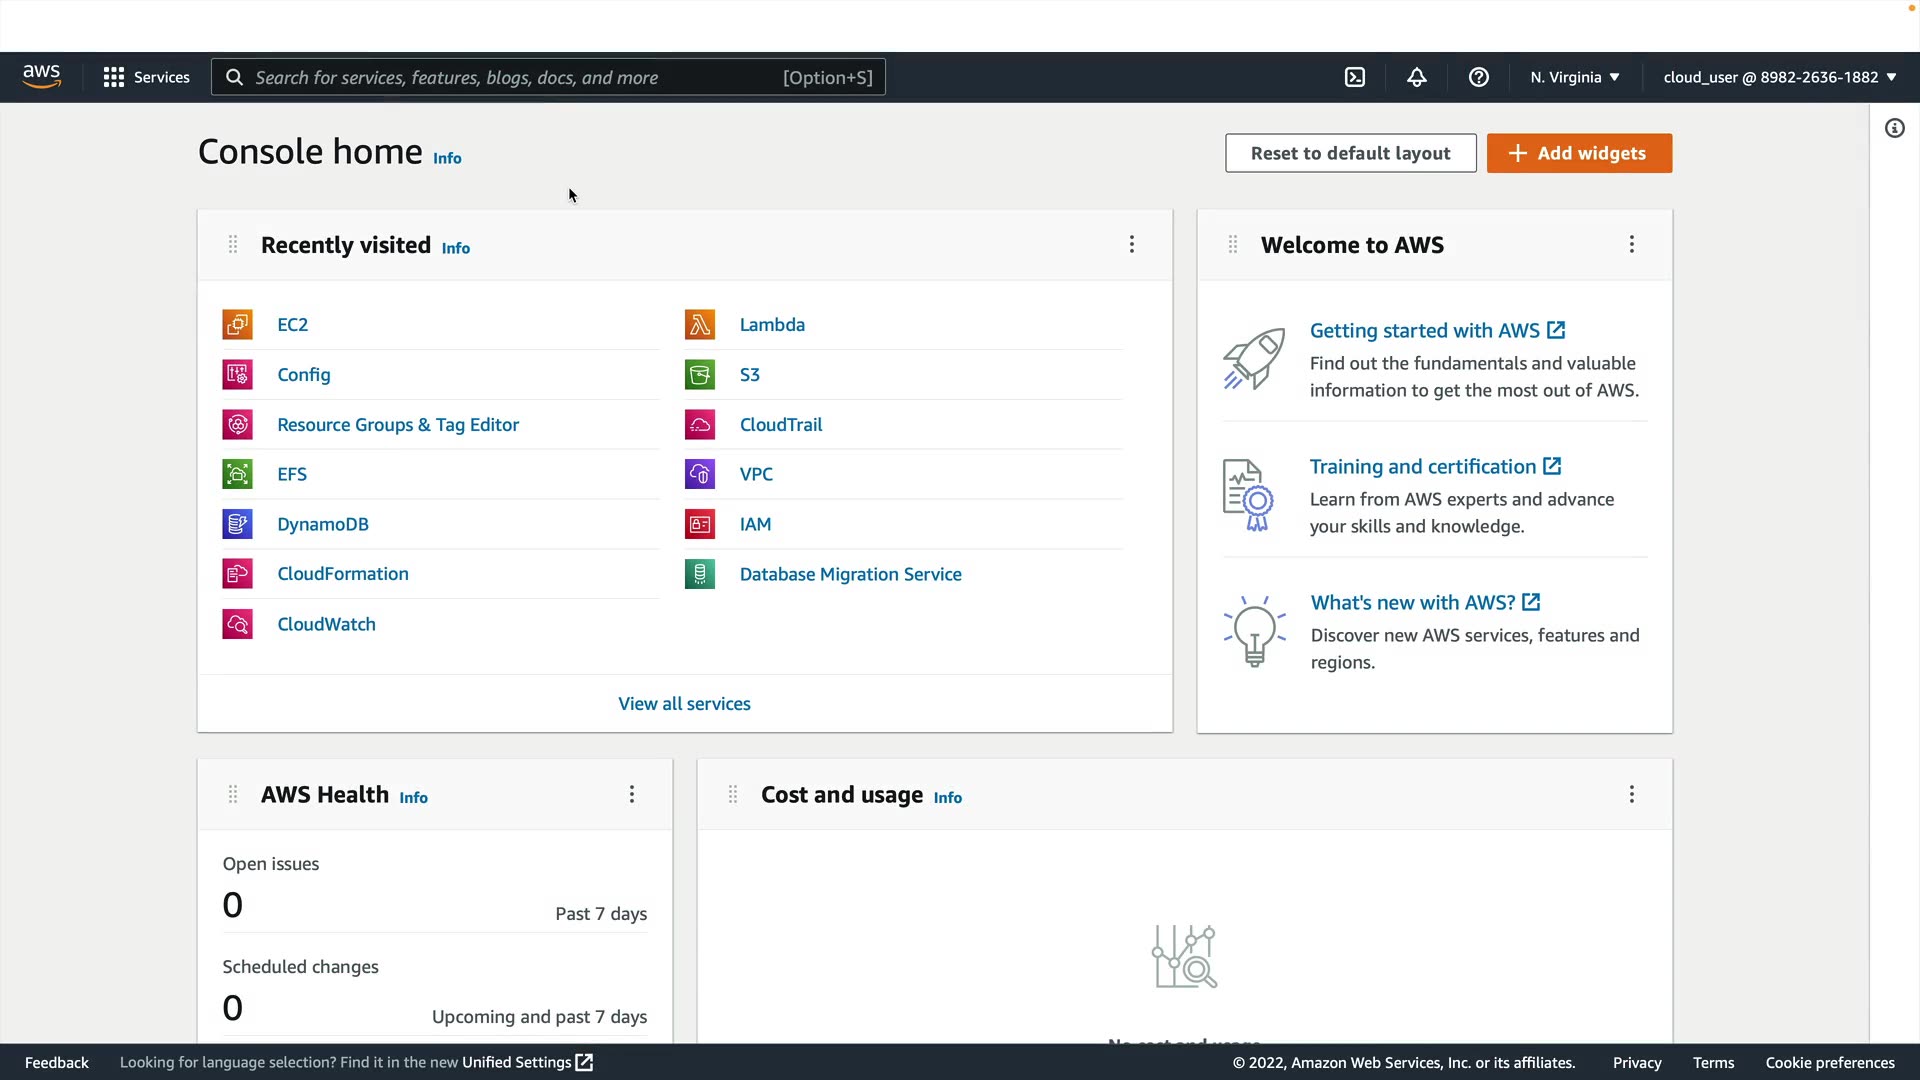 aws
Services
Search for services, features, blogs, docs, and more
[Option+S]
N. Virginia
cloud_user @ 8982-2636-1882
Console home
Info
Reset to default layout
Add widgets
Recently visited
Info
EC2
Config
Resource Groups & Tag Editor
EFS
DynamoDB
CloudFormation
CloudWatch
Lambda
S3
CloudTrail
VPC
IAM
Database Migration Service
View all services
Welcome to AWS
Getting started with AWS
Find out the fundamentals and valuable
information to get the most out of AWS.
Training and certification
Learn from AWS experts and advance
your skills and knowledge.
What's new with AWS?
Discover new AWS services, features and
regions.
AWS Health
Info
Open issues
0
Past 7 days
Scheduled changes
0
Upcoming and past 7 days
Cost and usage
Info
No cost and usage
Feedback
Looking for language selection? Find it in the new Unified Settings
© 2022, Amazon Web Services, Inc. or its affiliates.
Privacy
Terms
Cookie preferences